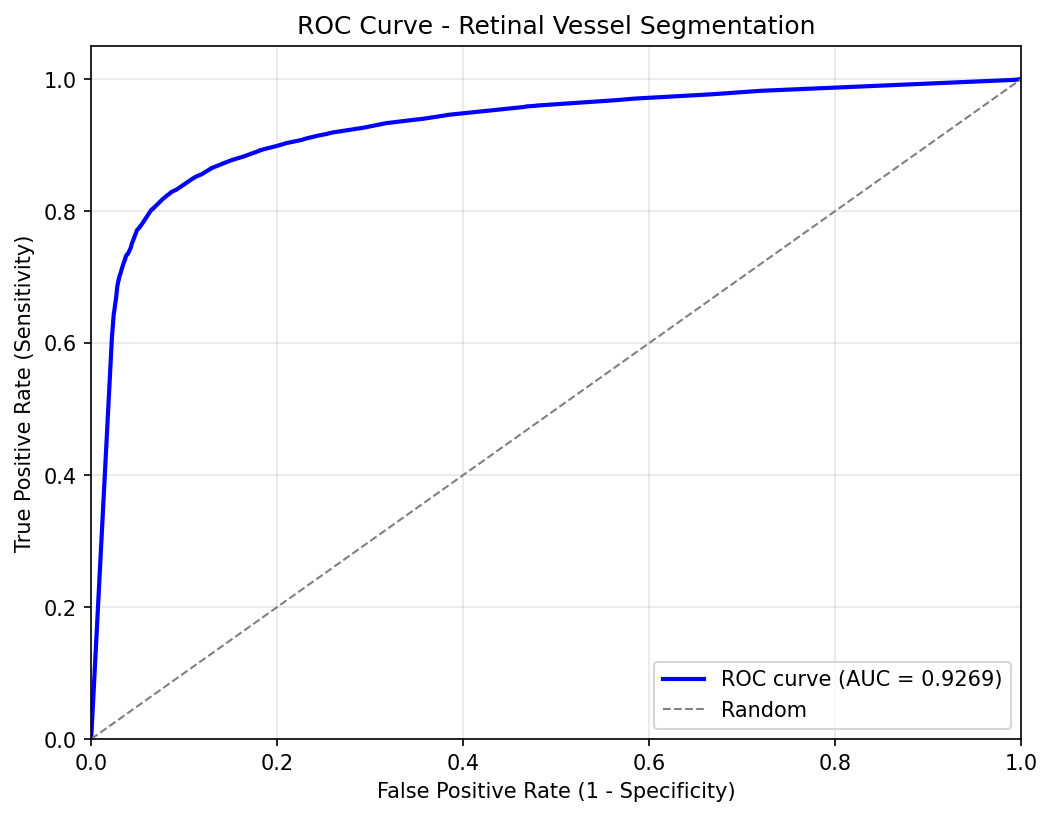 ROC Curve - Retinal Vessel Segmentation
1.0
0.8
0.6
0.4
0.2
0.0
True Positive Rate (Sensitivity)
ROC curve (AUC = 0.9269)
Random
0.0 0.2 0.4 0.6 0.8 1.0
False Positive Rate (1 - Specificity)